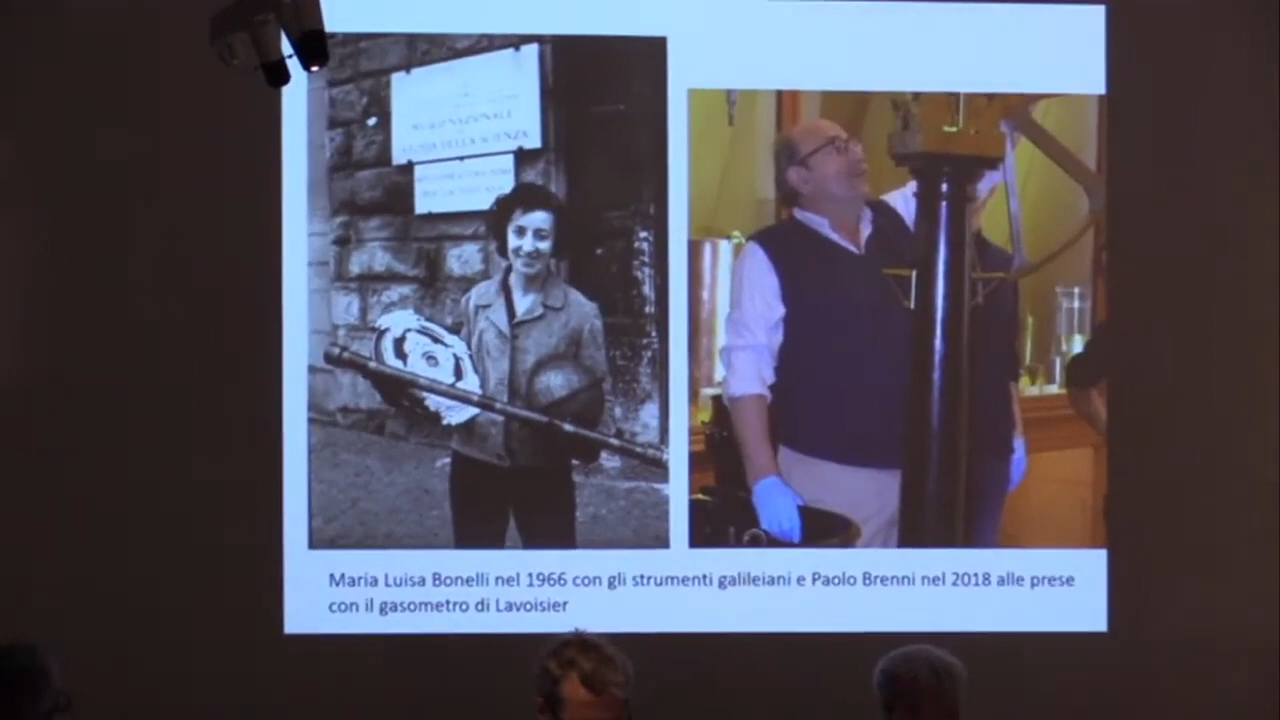 MUSEO NAZIONALE
STORIA DELLA SCIENZA
Maria Luisa Bonelli nel 1966 con gli strumenti galileiani e Paolo Brenni nel 2018 alle prese
con il gasometro di Lavoisier